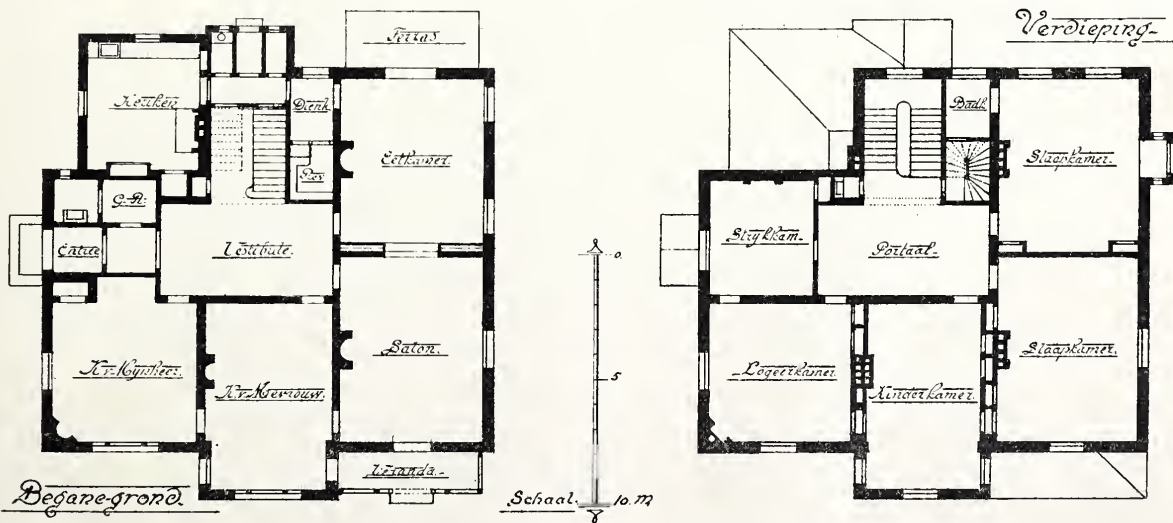 Terras
Keuken
Dienk
Eetkamer.
G.R.
Entree
Vestibule.
K.v. Mynheer.
K.v. Mevrouw.
Salon.
Veranda.
Begane-grond.
0.
5
Schaal. 10. M
Verdieping
Badk.
Slaapkamer.
Strijkkam.
Portaal.
Logeerkamer.
Kinderkamer.
Slaapkamer.